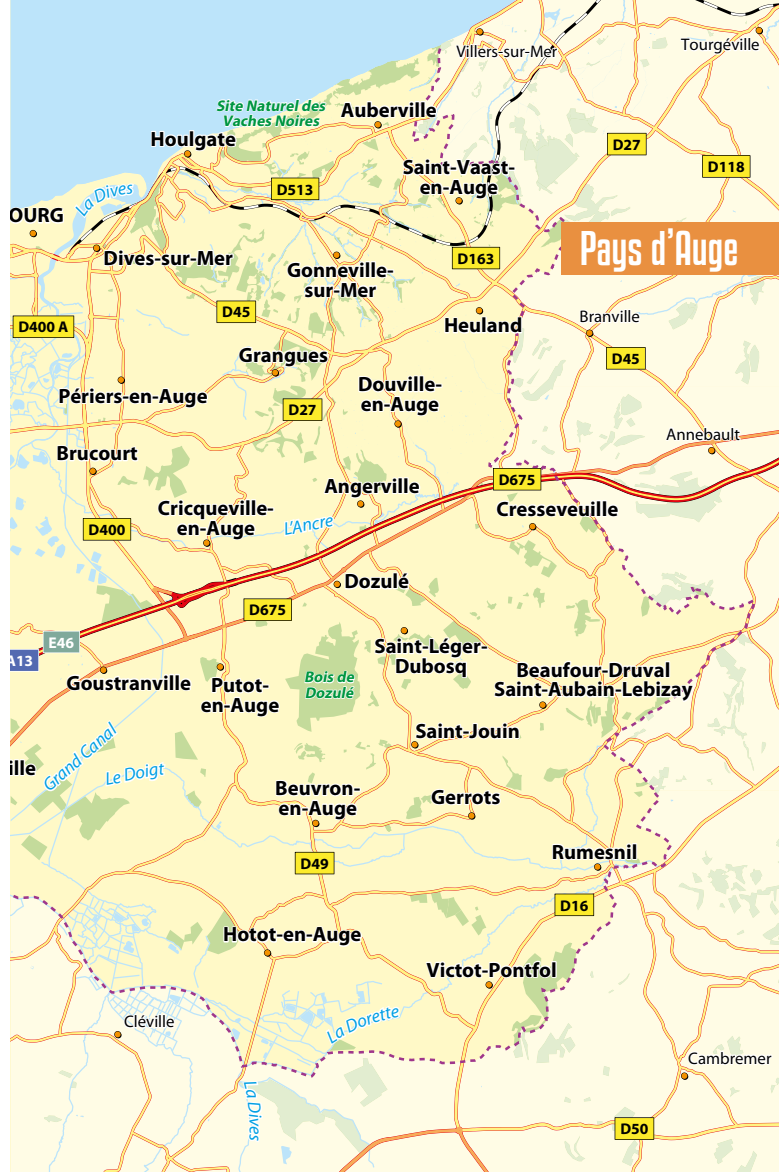 Villers-sur-Mer
Tourgéville
Site Naturel des
Vaches Noires
Auberville
Houlgate
D27
D118
Saint-Vaast-
en-Auge
D513
La Dives
OURG
Pays d'Auge
Dives-sur-Mer
D163
Gonneville-
sur-Mer
D45
Heuland
Branville
D400 A
Grangues
D45
Douville-
en-Auge
Périers-en-Auge
D27
Annebault
Brucourt
D675
Angerville
Cricqueville-
en-Auge
Cresseveuille
D400
L'Ancre
Dozulé
D675
E46
A13
Saint-Léger-
Dubosq
Goustranville
Putot-
en-Auge
Bois de
Dozulé
Beaufour-Druval
Saint-Aubain-Lebizay
Saint-Jouin
Grand Canal
ille
Le Doigt
Beuvron-
en-Auge
Gerrots
D49
Rumesnil
D16
Hotot-en-Auge
Victot-Pontfol
La Dorette
Cléville
Cambremer
La Dives
D50